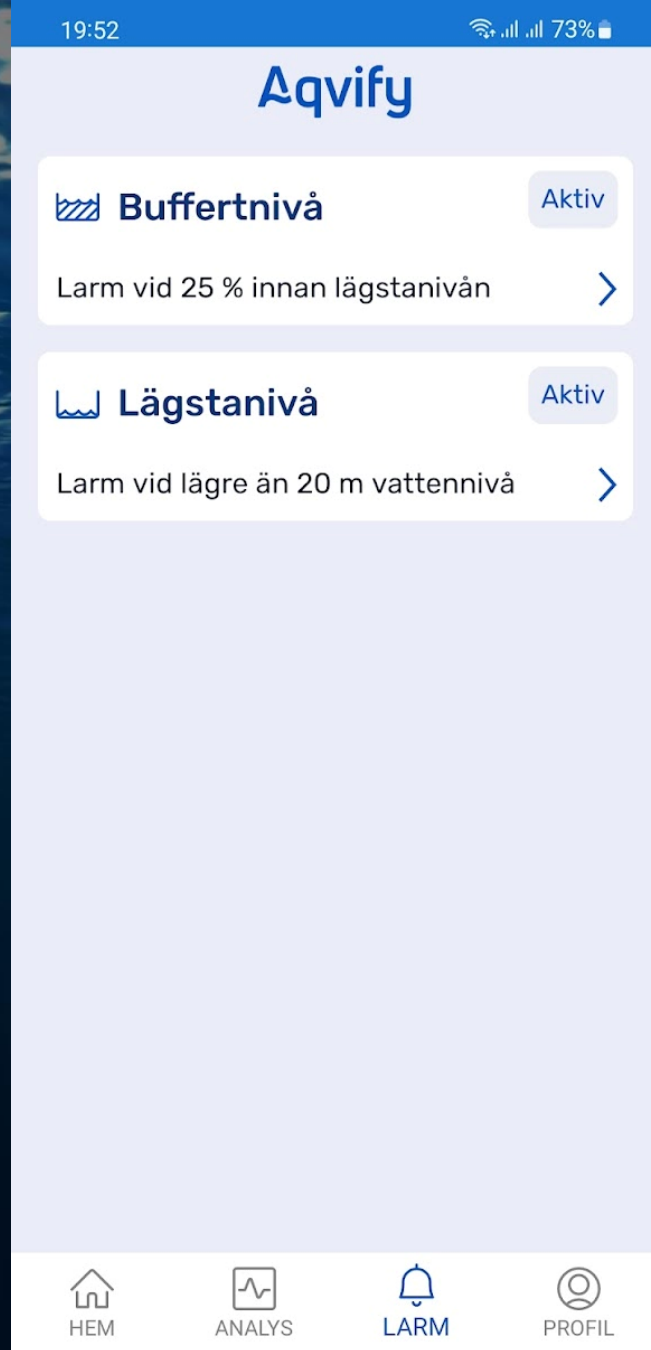 19:52
73%
Aqvify
Buffertnivå
Aktiv
Larm vid 25 % innan lägstanivån
Lägstanivå
Aktiv
Larm vid lägre än 20 m vattennivå
HEM
ANALYS
LARM
PROFIL